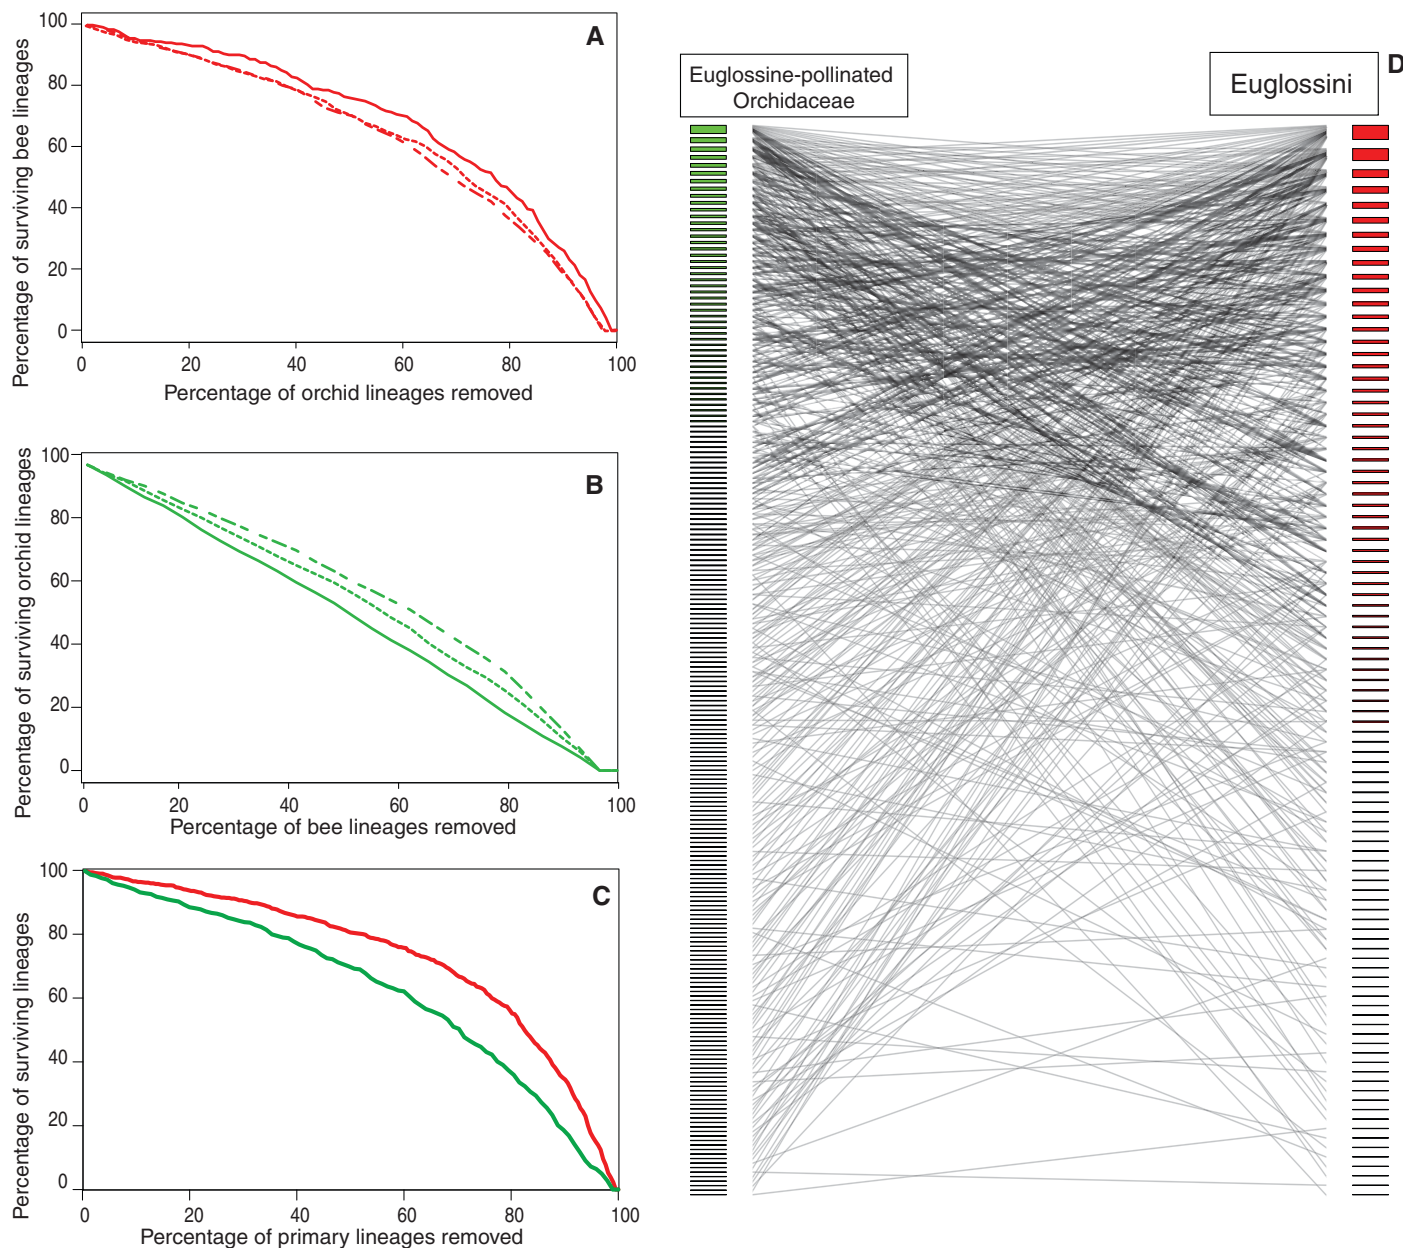 A
100
80
60
40
20
0
0 20 40 60 80 100
Percentage of surviving bee lineages
Percentage of orchid lineages removed
B
100
80
60
40
20
0
0 20 40 60 80 100
Percentage of surviving orchid lineages
Percentage of bee lineages removed
C
100
80
60
40
20
0
0 20 40 60 80 100
Percentage of surviving lineages
Percentage of primary lineages removed
D
Euglossine-pollinated
Orchidaceae
Euglossini